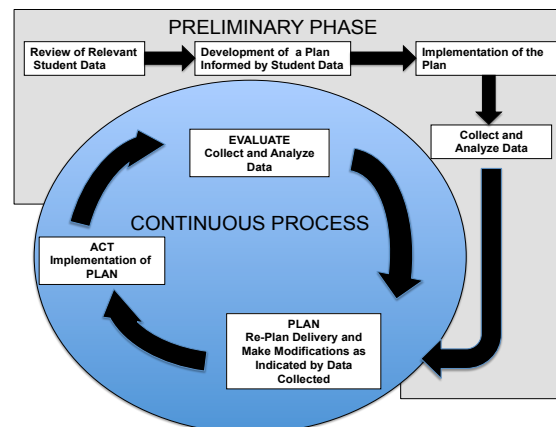 PRELIMINARY PHASE
Review of Relevant
Student Data
Development of a Plan
Informed by Student Data
Implementation of the
Plan
Collect and
Analyze Data
EVALUATE
Collect and Analyze
Data
CONTINUOUS PROCESS
ACT
Implementation of
PLAN
PLAN
Re-Plan Delivery and
Make Modifications as
Indicated by Data
Collected